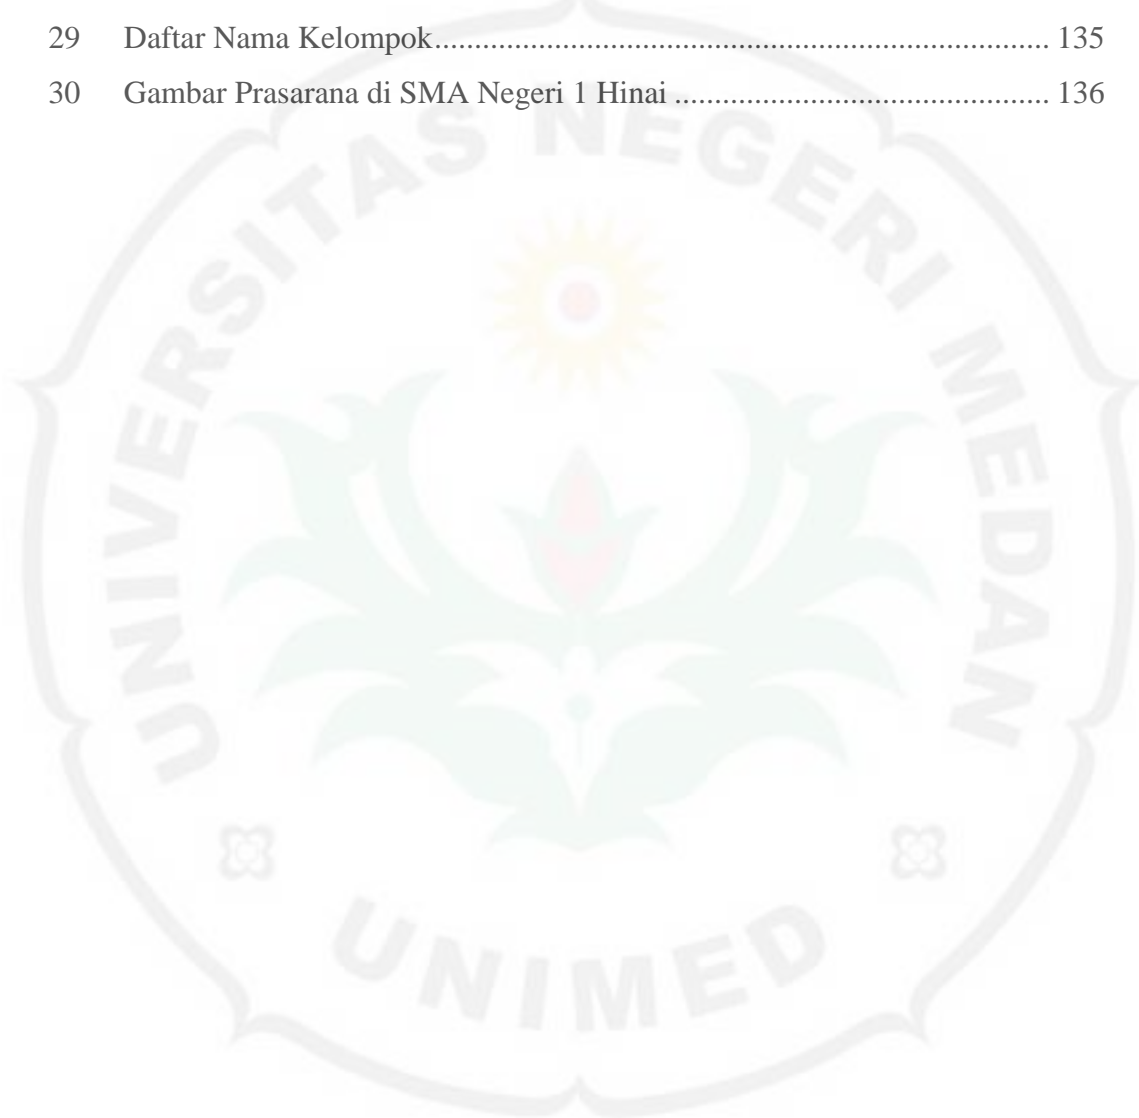 29 Daftar Nama Kelompok........................................................................... 135
30 Gambar Prasarana di SMA Negeri 1 Hinai .............................................. 136
UNIVERSITAS NEGERI MEDAN
UNIMED